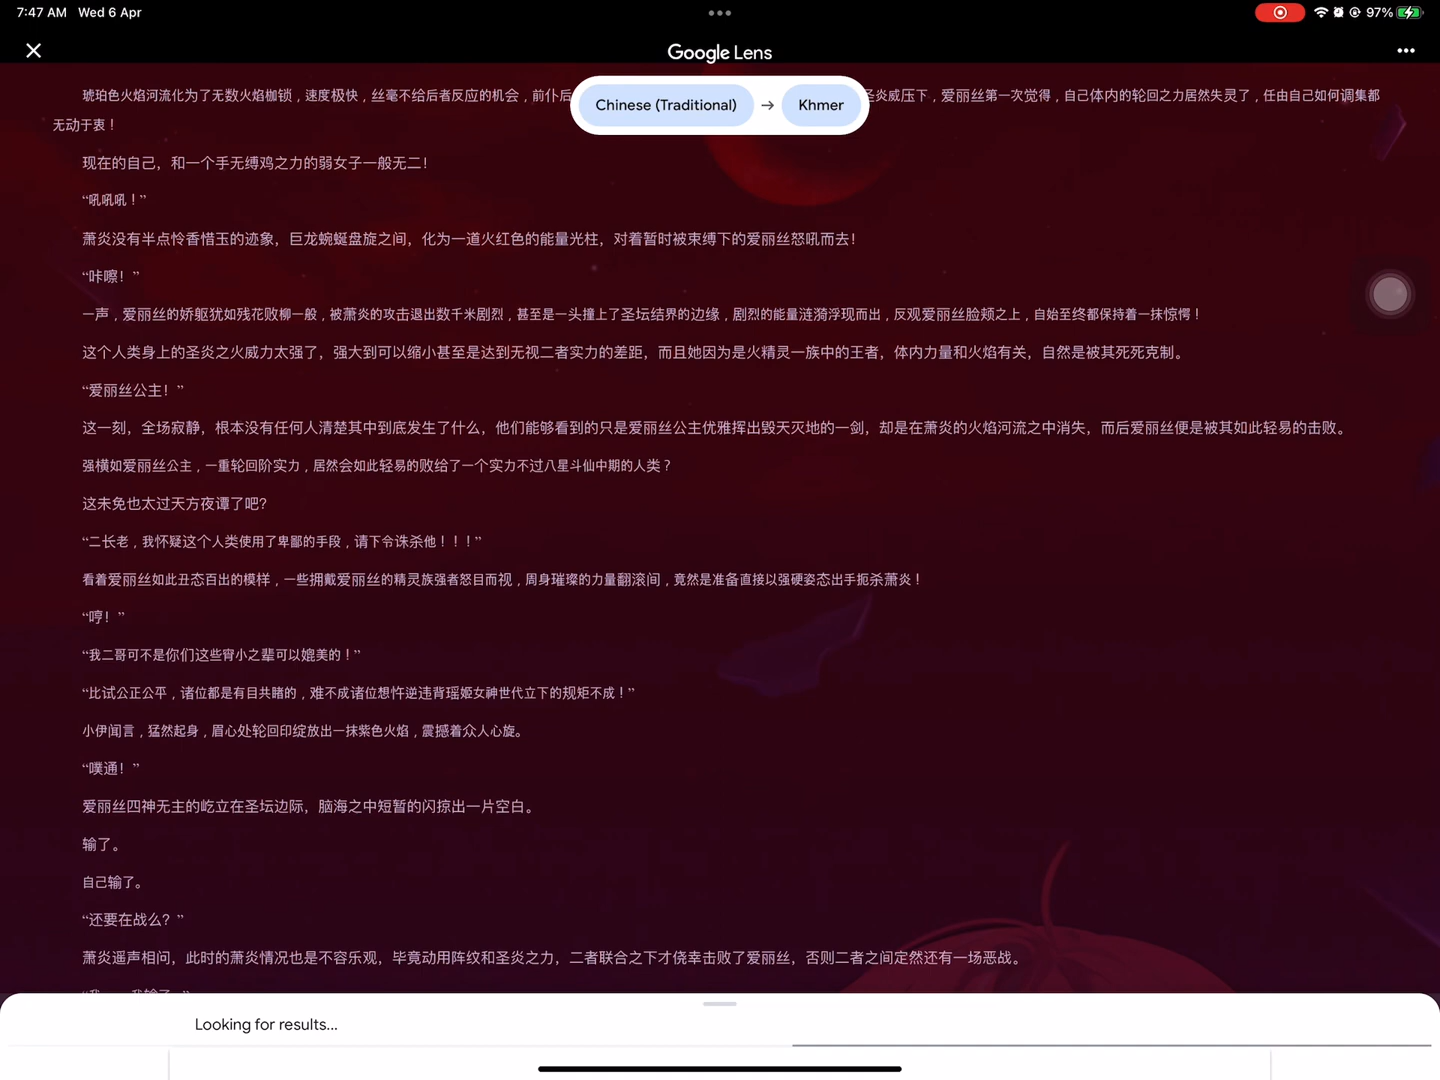 7:47 AM Wed 6 Apr
97%
Google Lens
琥珀色火焰河流化为了无数火焰枷锁，速度极快，丝毫不给后者反应的机会，前仆后
圣炎威压下，爱丽丝第一次觉得，自己体内的轮回之力居然失灵了，任由自己如何调集都
Chinese (Traditional) → Khmer
无动于衷！
现在的自己，和一个手无缚鸡之力的弱女子一般无二！
“吼吼吼！”
萧炎没有半点怜香惜玉的迹象，巨龙蜿蜒盘旋之间，化为一道火红色的能量光柱，对着暂时被束缚下的爱丽丝怒吼而去！
“咔嚓！”
一声，爱丽丝的娇躯犹如残花败柳一般，被萧炎的攻击退出数千米剧烈，甚至是一头撞上了圣坛结界的边缘，剧烈的能量涟漪浮现而出，反观爱丽丝脸颊之上，自始至终都保持着一抹惊愕！
这个人类身上的圣炎之火威力太强了，强大到可以缩小甚至是达到无视二者实力的差距，而且她因为是火精灵一族中的王者，体内力量和火焰有关，自然是被其死死克制。
“爱丽丝公主！”
这一刻，全场寂静，根本没有任何人清楚其中到底发生了什么，他们能够看到的只是爱丽丝公主优雅挥出毁天灭地的一剑，却是在萧炎的火焰河流之中消失，而后爱丽丝便是被其如此轻易的击败。
强横如爱丽丝公主，一重轮回阶实力，居然会如此轻易的败给了一个实力不过八星斗仙中期的人类？
这未免也太过天方夜谭了吧？
“二长老，我怀疑这个人类使用了卑鄙的手段，请下令诛杀他！！！”
看着爱丽丝如此丑态百出的模样，一些拥戴爱丽丝的精灵族强者怒目而视，周身璀璨的力量翻滚间，竟然是准备直接以强硬姿态出手扼杀萧炎！
“哼！”
“我二哥可不是你们这些宵小之辈可以媲美的！”
“比试公正公平，诸位都是有目共睹的，难不成诸位想忤逆违背瑶姬女神世代立下的规矩不成！”
小伊闻言，猛然起身，眉心处轮回印绽放出一抹紫色火焰，震撼着众人心旋。
“噗通！”
爱丽丝四神无主的屹立在圣坛边际，脑海之中短暂的闪掠出一片空白。
输了。
自己输了。
“还要在战么？”
萧炎遥声相问，此时的萧炎情况也是不容乐观，毕竟动用阵纹和圣炎之力，二者联合之下才侥幸击败了爱丽丝，否则二者之间定然还有一场恶战。
Looking for results...